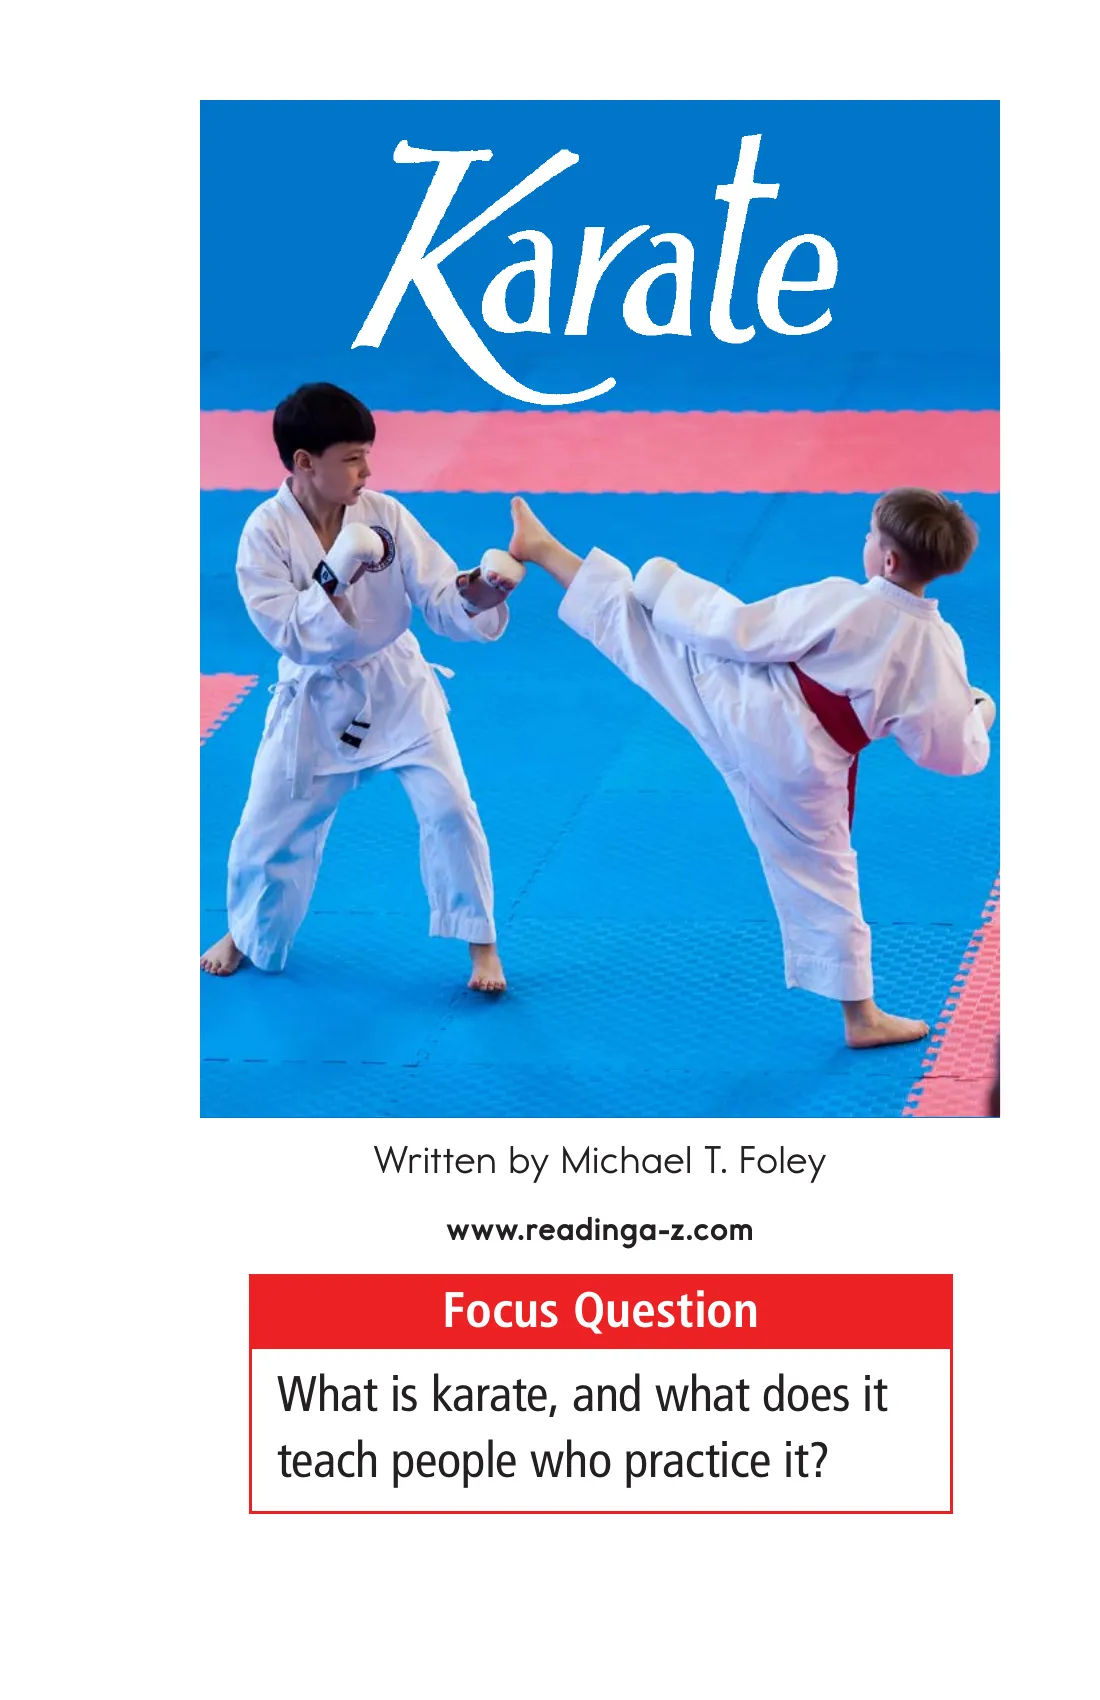 Karate
Written by Michael T. Foley
www.readinga-z.com
Focus Question
What is karate, and what does it
teach people who practice it?